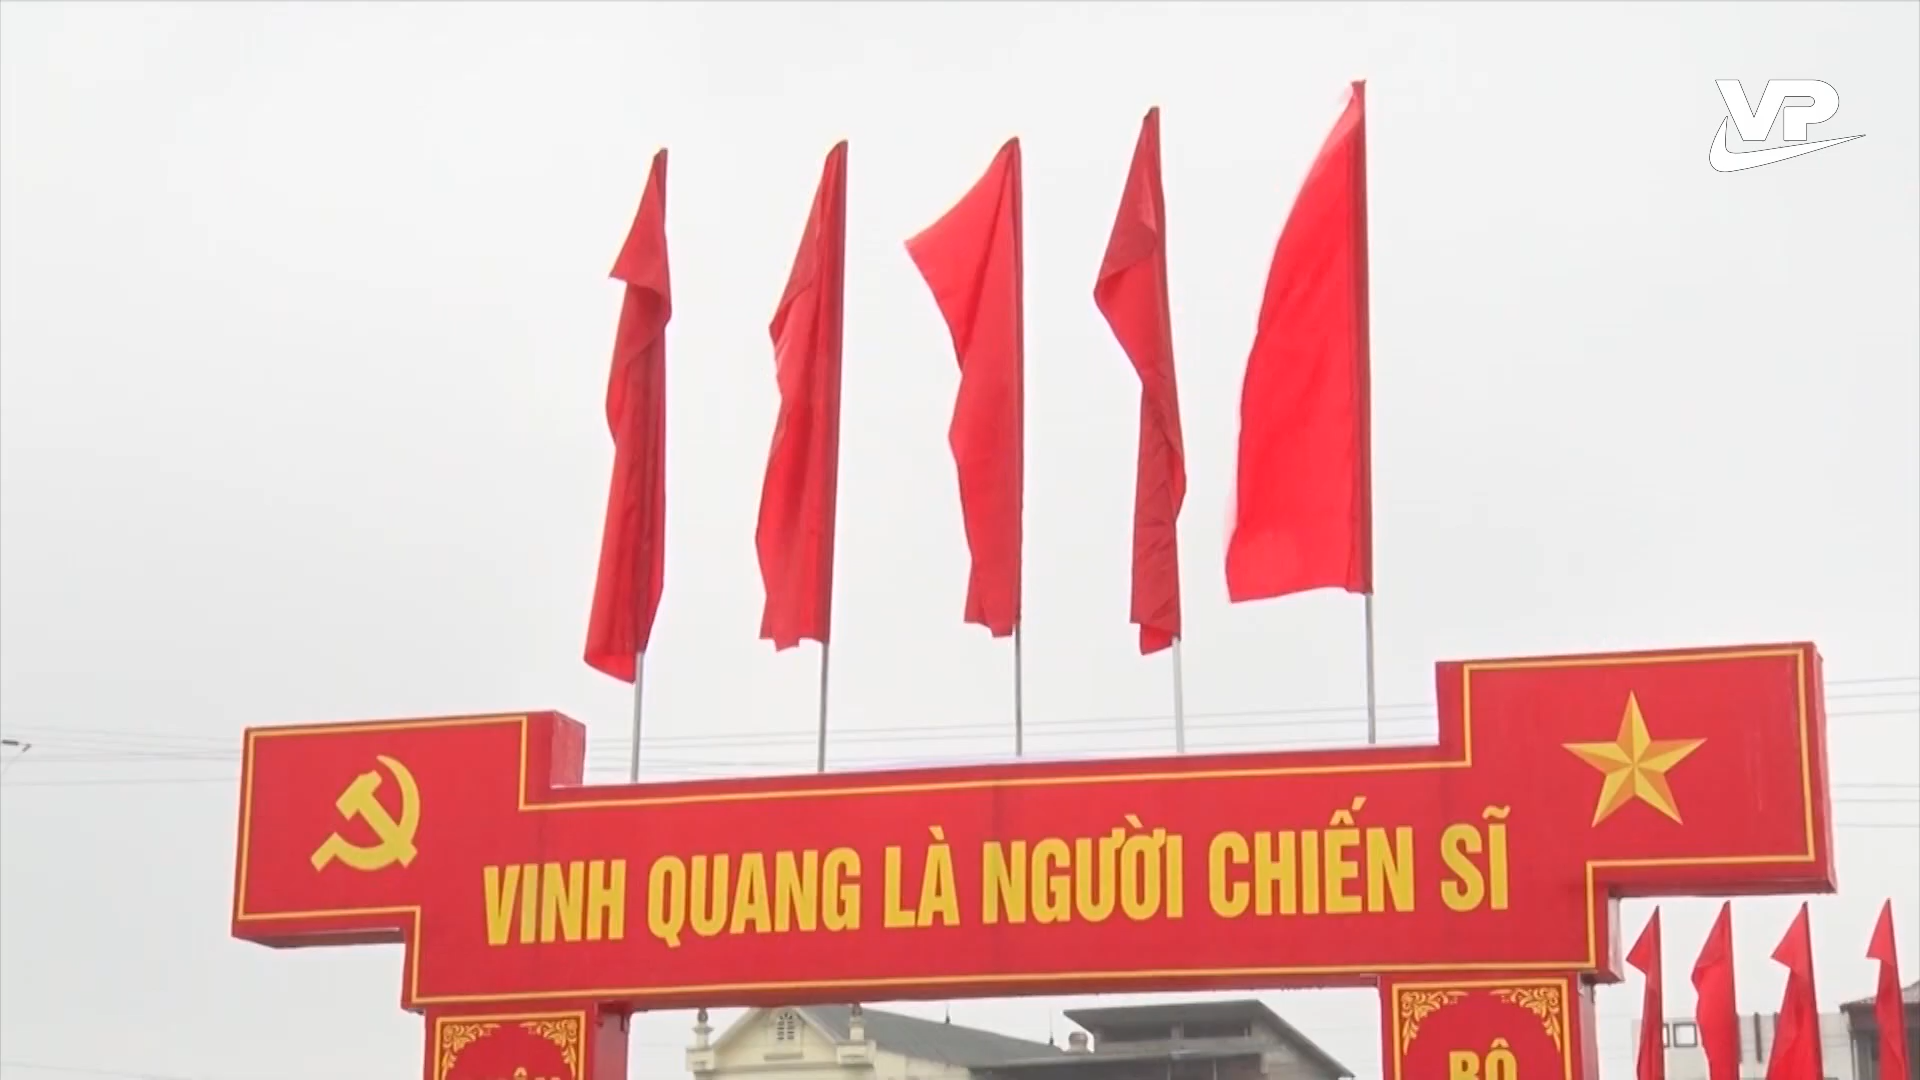 VP
VINH QUANG LÀ NGƯỜI CHIẾN SĨ
BỘ